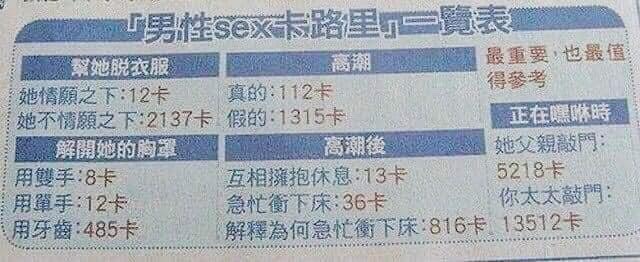 「男性sex卡路里」一覽表
幫她脱衣服
她情願之下:12卡
她不情願之下:2137卡
解開她的胸罩
用雙手:8卡
用單手:12卡
用牙齒:485卡
高潮
真的:112卡
假的:1315卡
高潮後
互相擁抱休息:13卡
急忙衝下床:36卡
解釋為何急忙衝下床:816卡
最重要,也最值
得參考
正在嘿咻時
她父親敲門:
5218卡
你太太敲門:
13512卡